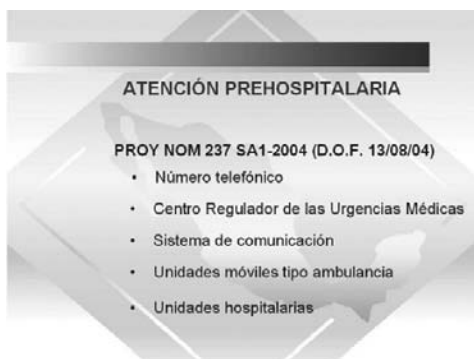 ATENCIÓN PREHOSPITALARIA
PROY NOM 237 SA1-2004 (D.O.F. 13/08/04)
• Número telefónico
• Centro Regulador de las Urgencias Médicas
• Sistema de comunicación
• Unidades móviles tipo ambulancia
• Unidades hospitalarias